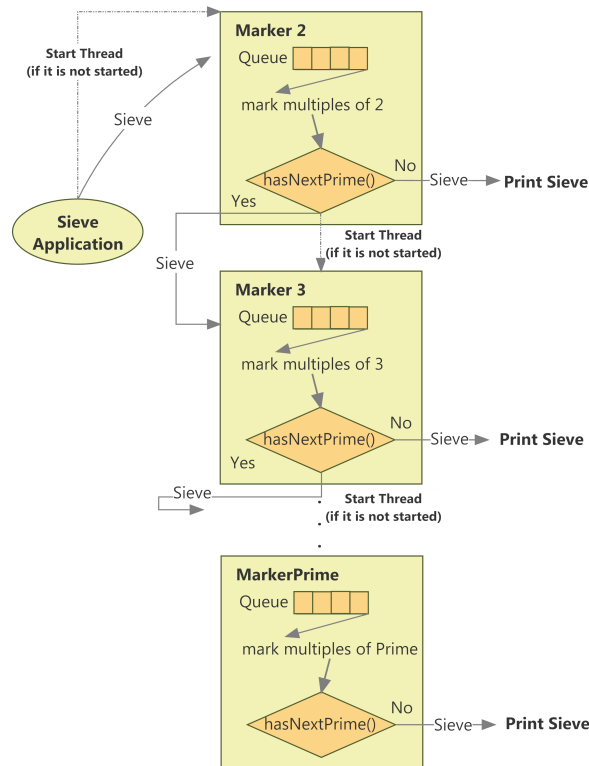 Marker 2
Start Thread
(if it is not started)
Queue
mark multiples of 2
Sieve
hasNextPrime()
No
Sieve
Print Sieve
Yes
Sieve
Application
Start Thread
(if it is not started)
Sieve
Marker 3
Queue
mark multiples of 3
hasNextPrime()
No
Sieve
Print Sieve
Yes
Sieve
Start Thread
(if it is not started)
MarkerPrime
Queue
mark multiples of Prime
hasNextPrime()
No
Sieve
Print Sieve